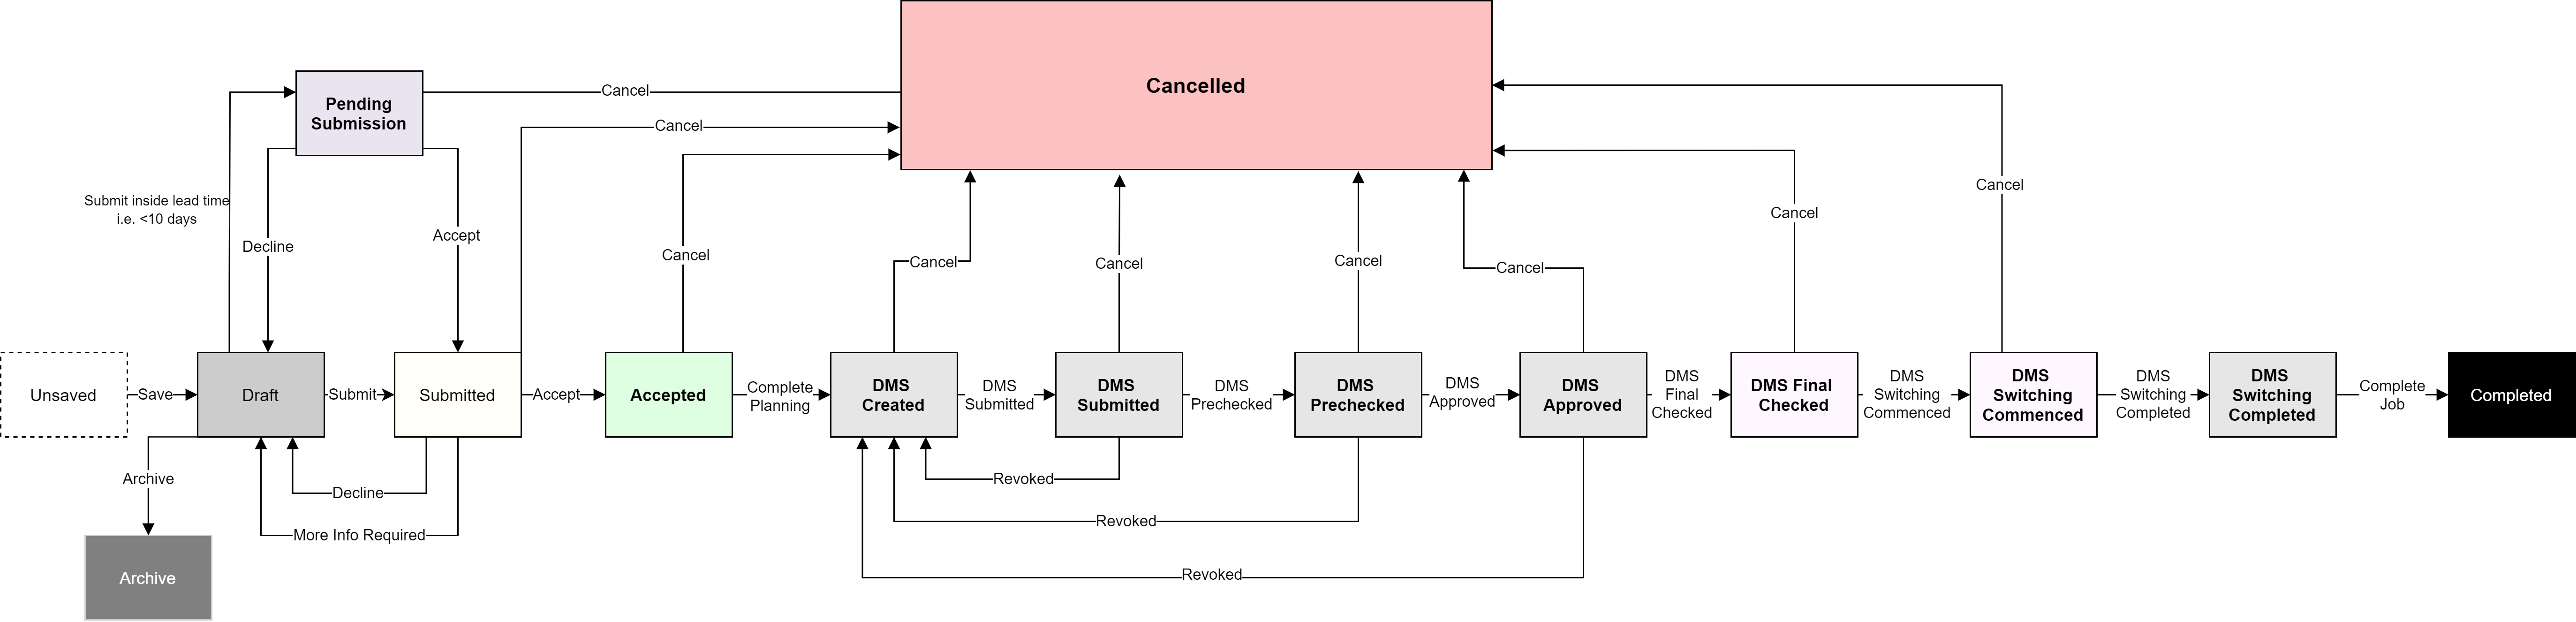 Cancelled
Pending
Submission
Cancel
Cancel
Submit inside lead time
i.e. <10 days
Decline
Accept
Cancel
Cancel
Cancel
Cancel
Cancel
Cancel
Cancel
Unsaved
Save
Draft
Submit
Submitted
Accept
Accepted
Complete
Planning
DMS
Created
DMS
Submitted
DMS
Submitted
DMS
Prechecked
DMS
Prechecked
DMS
Approved
DMS
Approved
DMS
Final
Checked
DMS Final
Checked
DMS
Switching
Commenced
DMS
Switching
Commenced
DMS
Switching
Completed
DMS
Switching
Completed
Complete
Job
Completed
Archive
Decline
More Info Required
Revoked
Revoked
Revoked
Archive